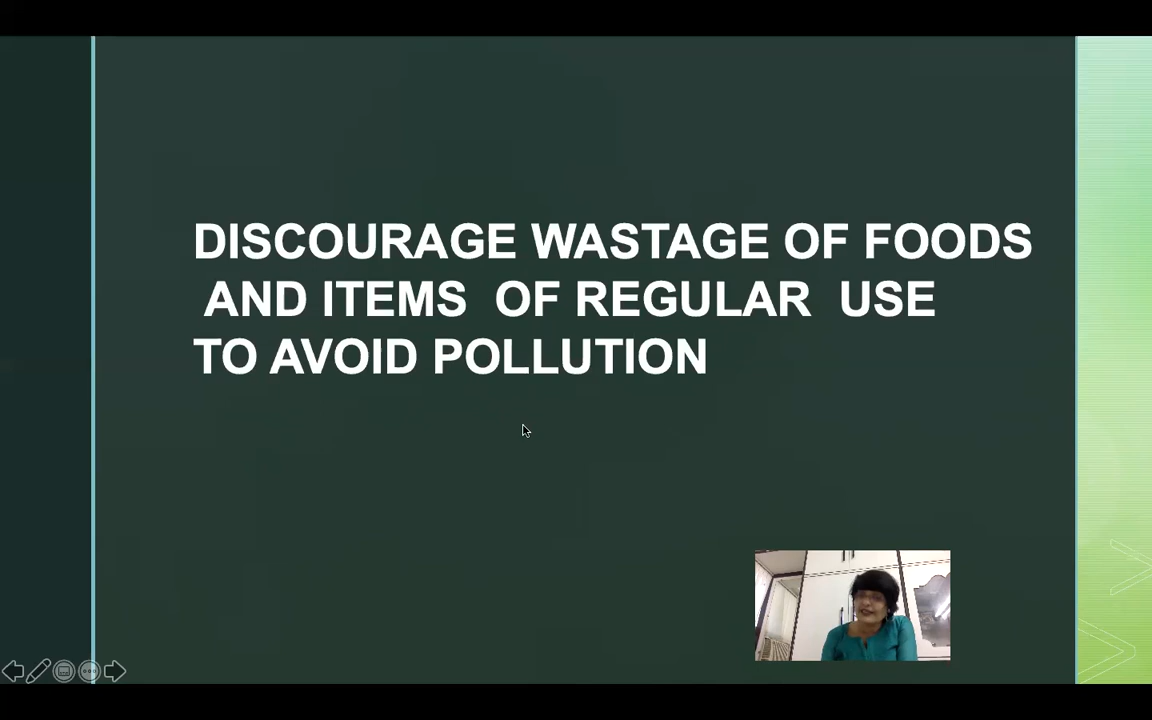 DISCOURAGE WASTAGE OF FOODS
AND ITEMS OF REGULAR USE
TO AVOID POLLUTION